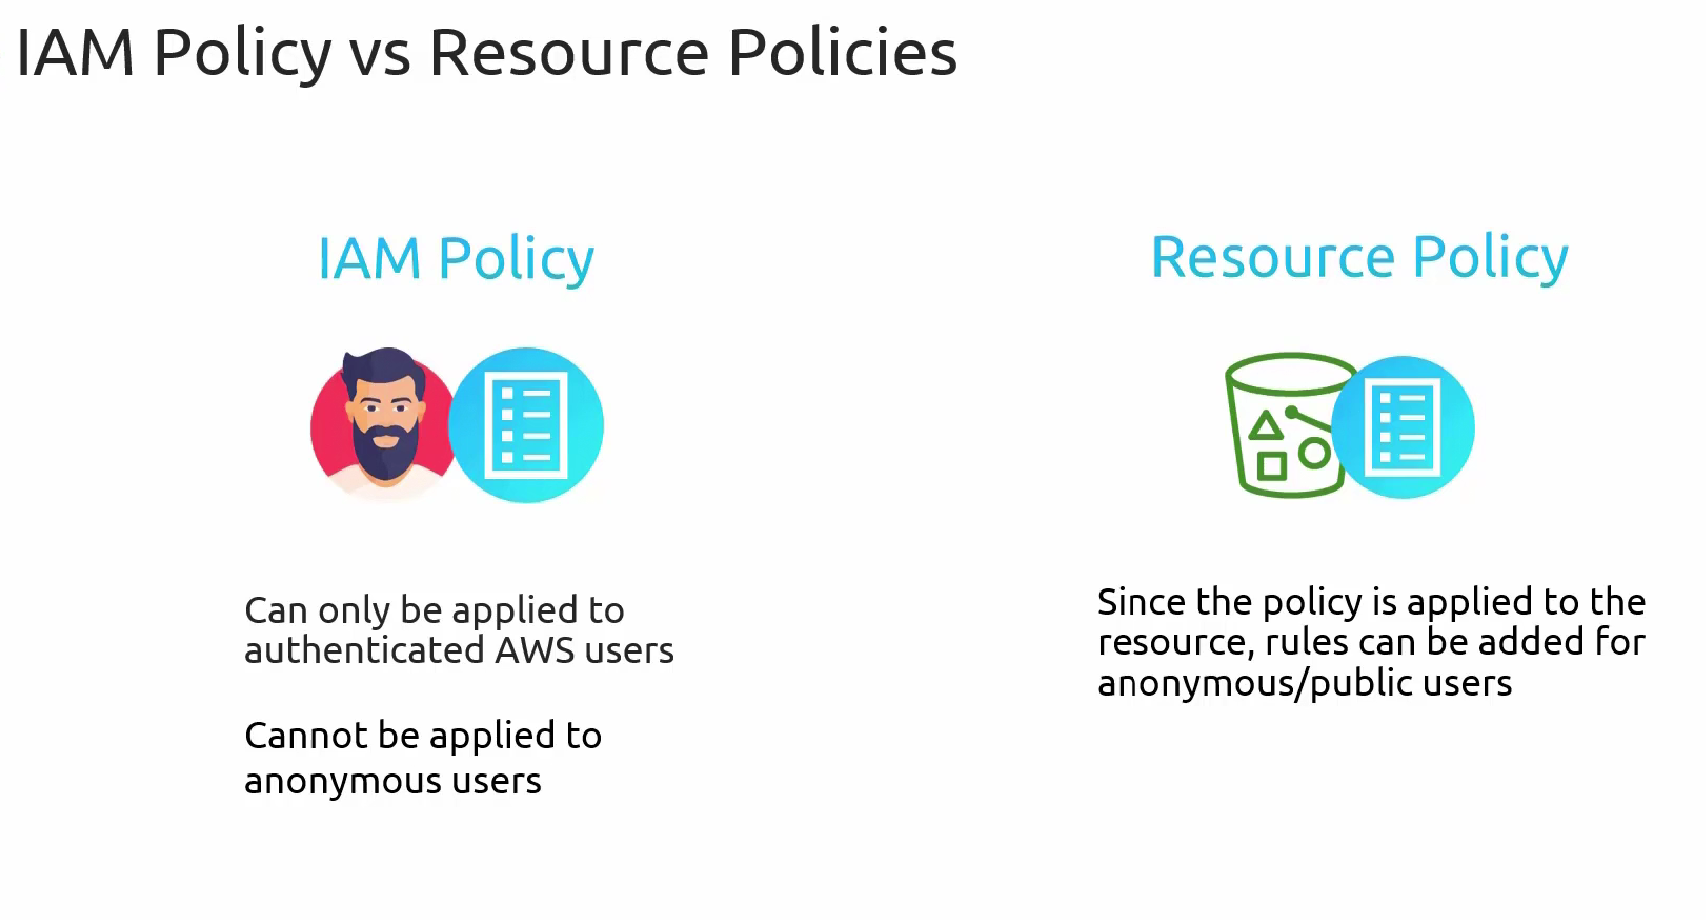 IAM Policy vs Resource Policies
IAM Policy
Can only be applied to
authenticated AWS users
Cannot be applied to
anonymous users
Resource Policy
Since the policy is applied to the
resource, rules can be added for
anonymous/public users